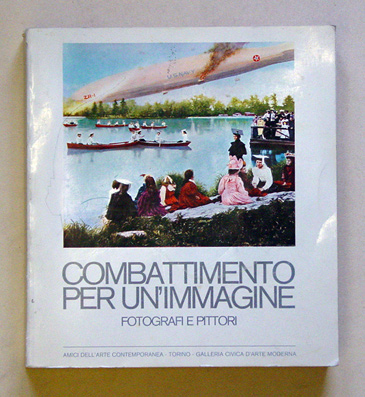 COMBATTIMENTO
PER UN'IMMAGINE
FOTOGRAFI E PITTORI
AMICI DELL'ARTE CONTEMPORANEA · TORINO · GALLERIA CIVICA D'ARTE MODERNA